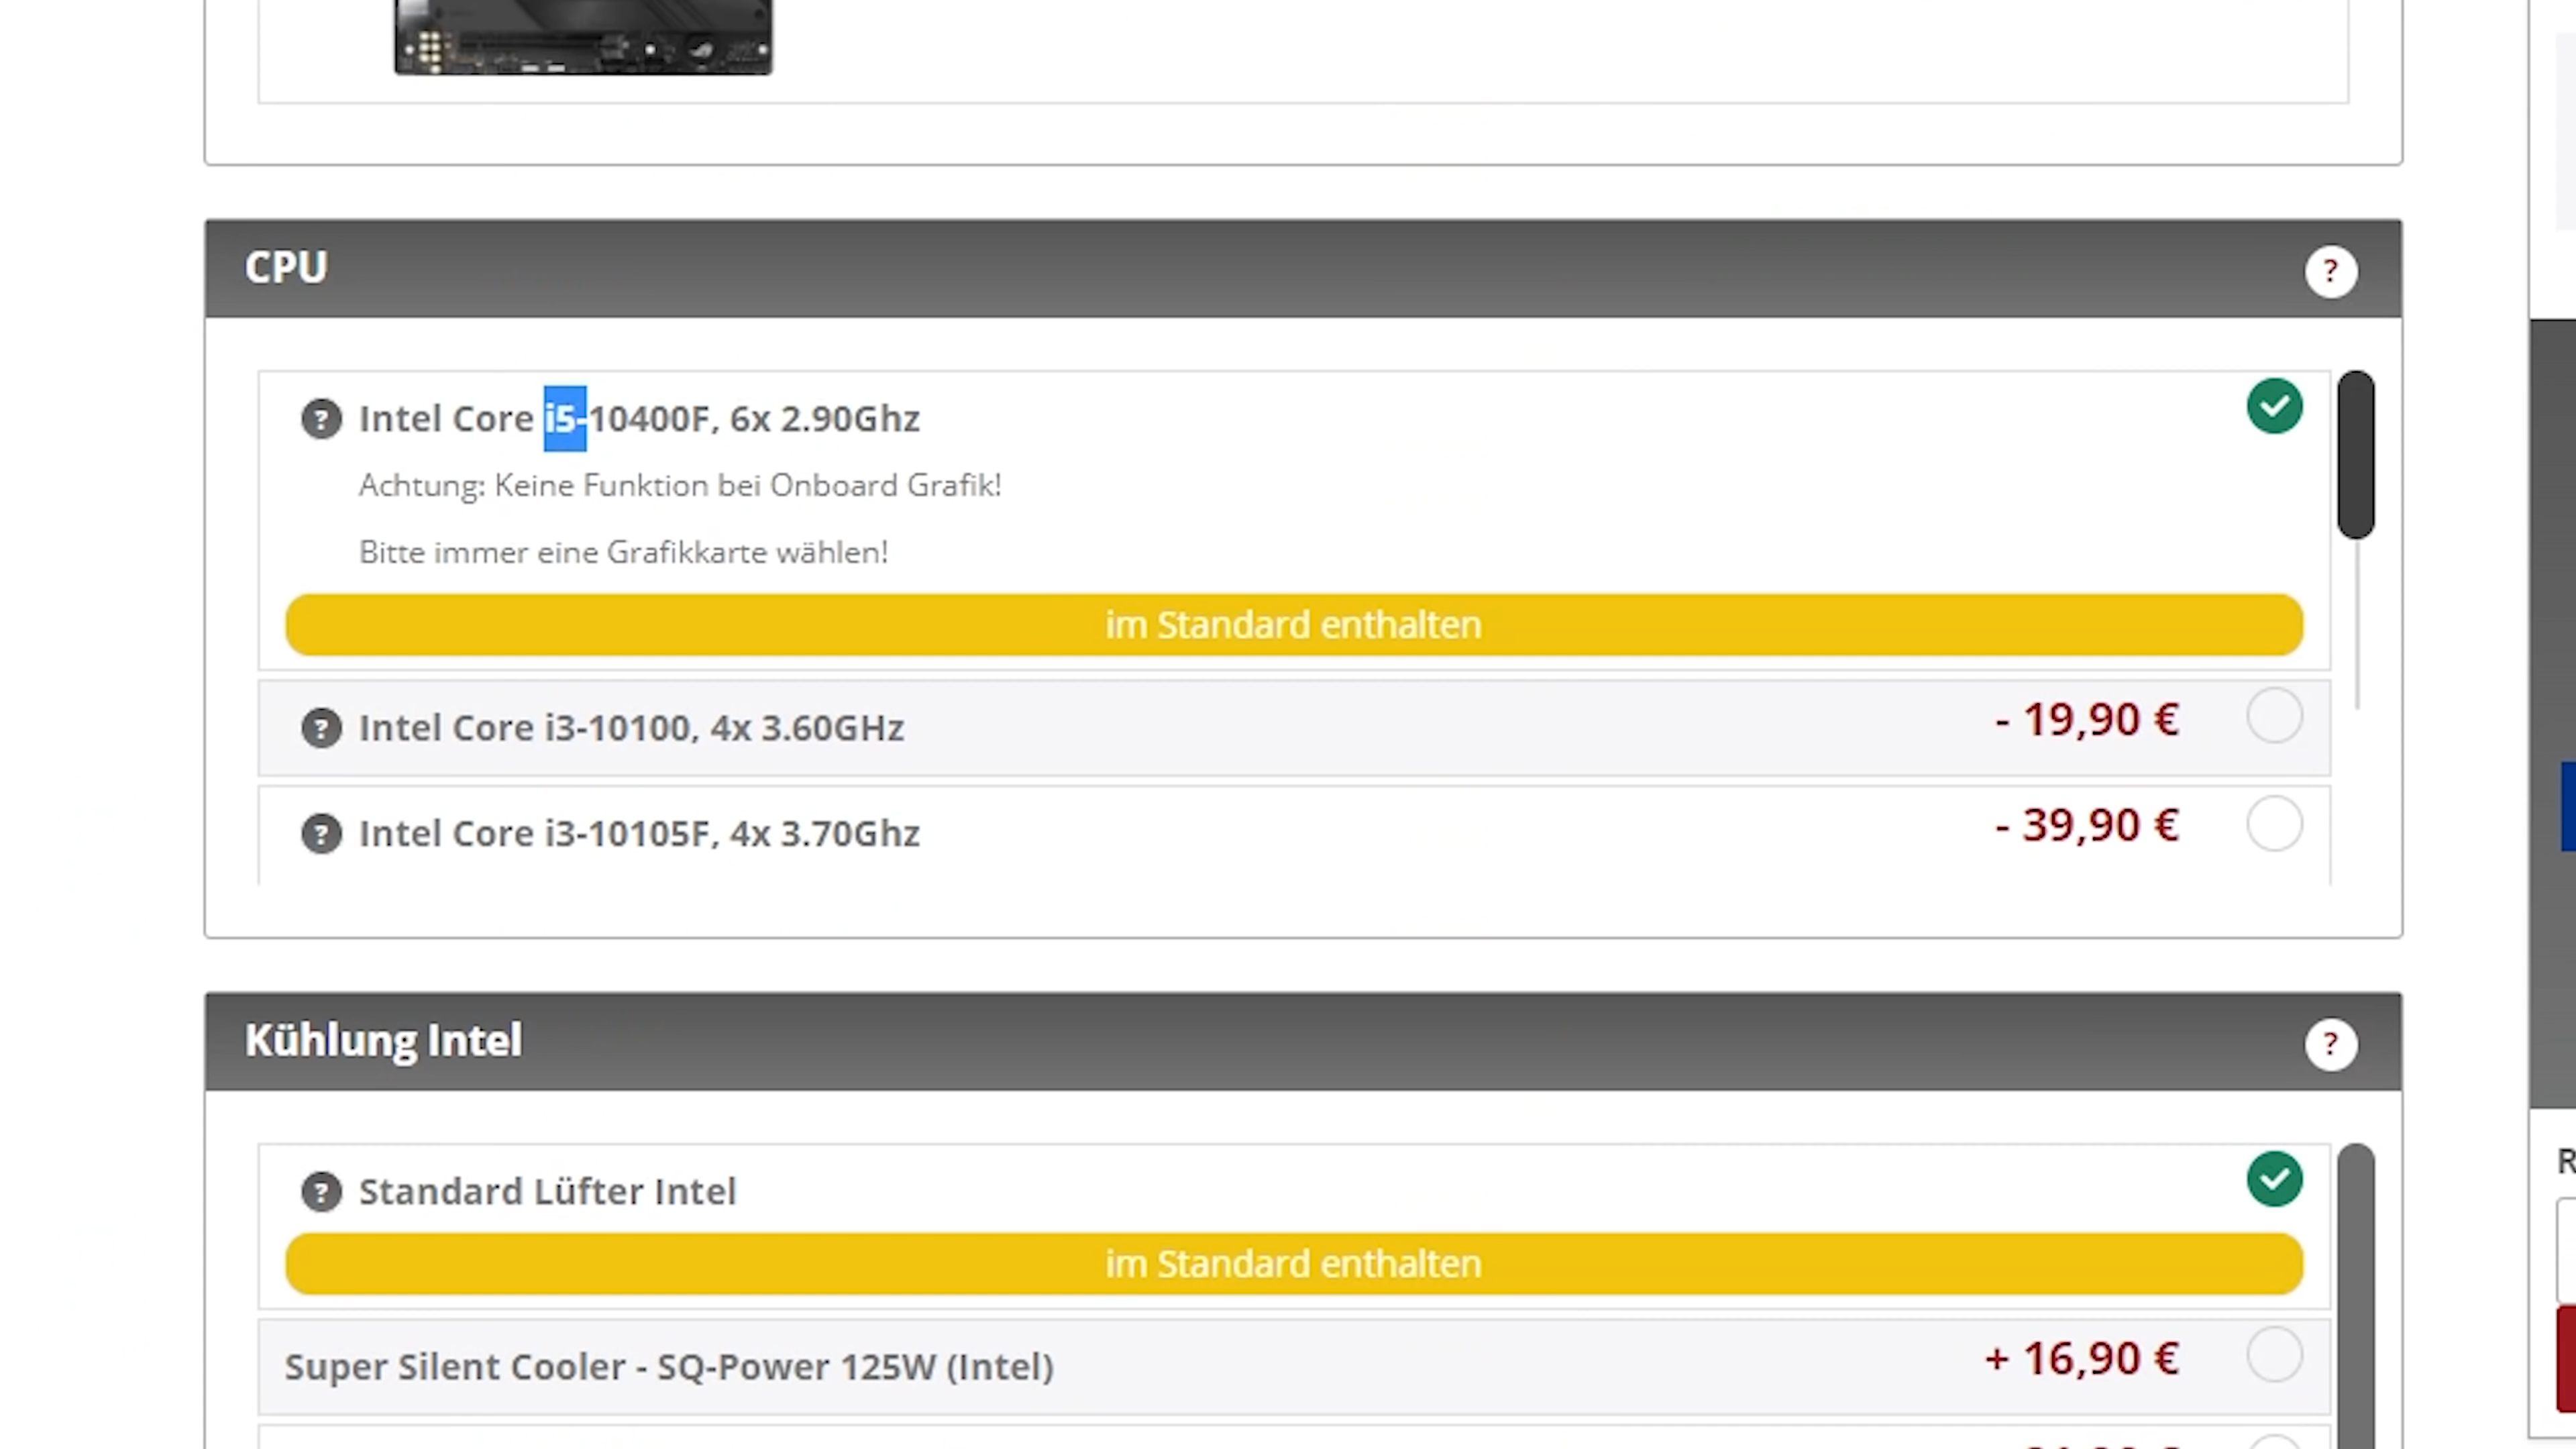 CPU
?
? Intel Core i5-10400F, 6x 2.90Ghz
Achtung: Keine Funktion bei Onboard Grafik!
Bitte immer eine Grafikkarte wählen!
im Standard enthalten
? Intel Core i3-10100, 4x 3.60GHz
- 19,90 €
? Intel Core i3-10105F, 4x 3.70Ghz
- 39,90 €
Kühlung Intel
?
? Standard Lüfter Intel
im Standard enthalten
Super Silent Cooler - SQ-Power 125W (Intel)
+ 16,90 €